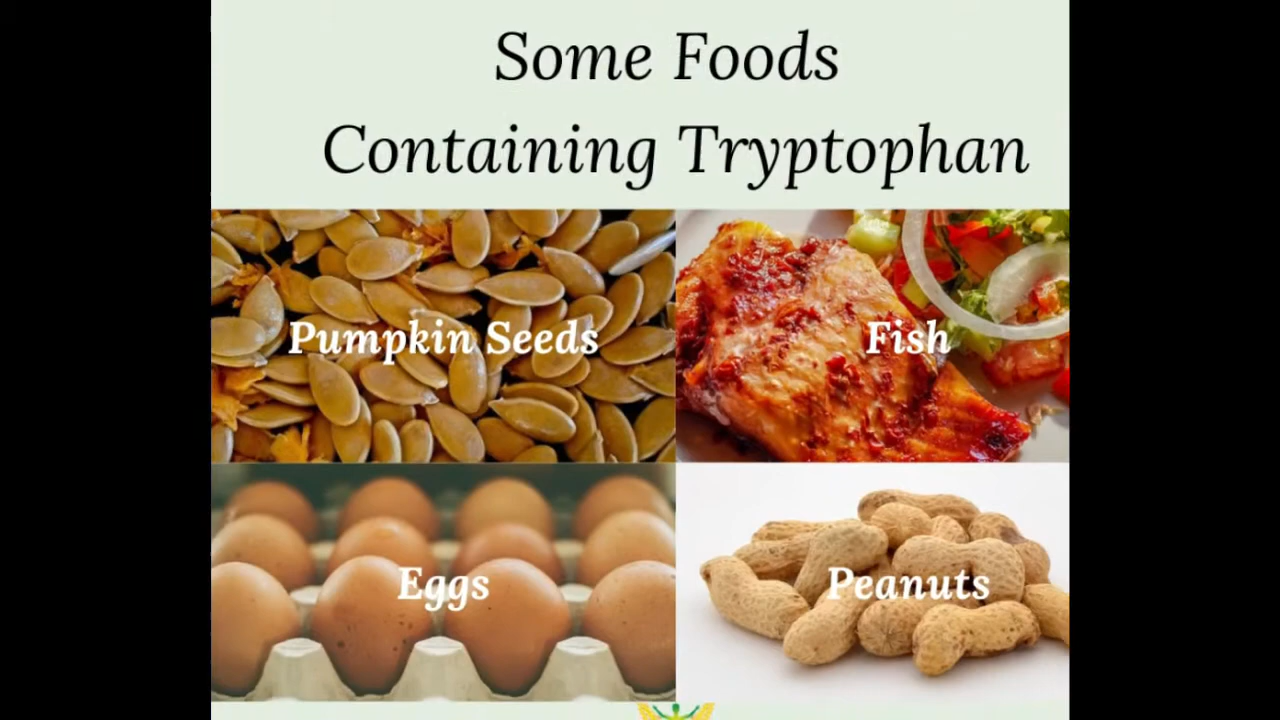 Some Foods
Containing Tryptophan
Pumpkin Seeds
Fish
Eggs
Peanuts